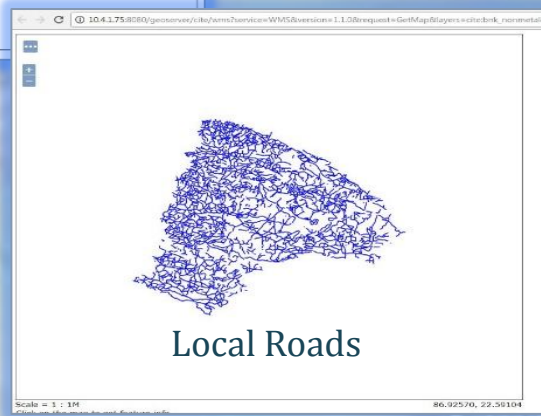 10.4.1.75:8080/geoserver/cite/wms?service=WMS&version=1.1.0&request=GetMap&layers=cite:bnk_nonmetal
Local Roads
Scale = 1 : 1M
86.92570, 22.59104
Click on the map to get feature info